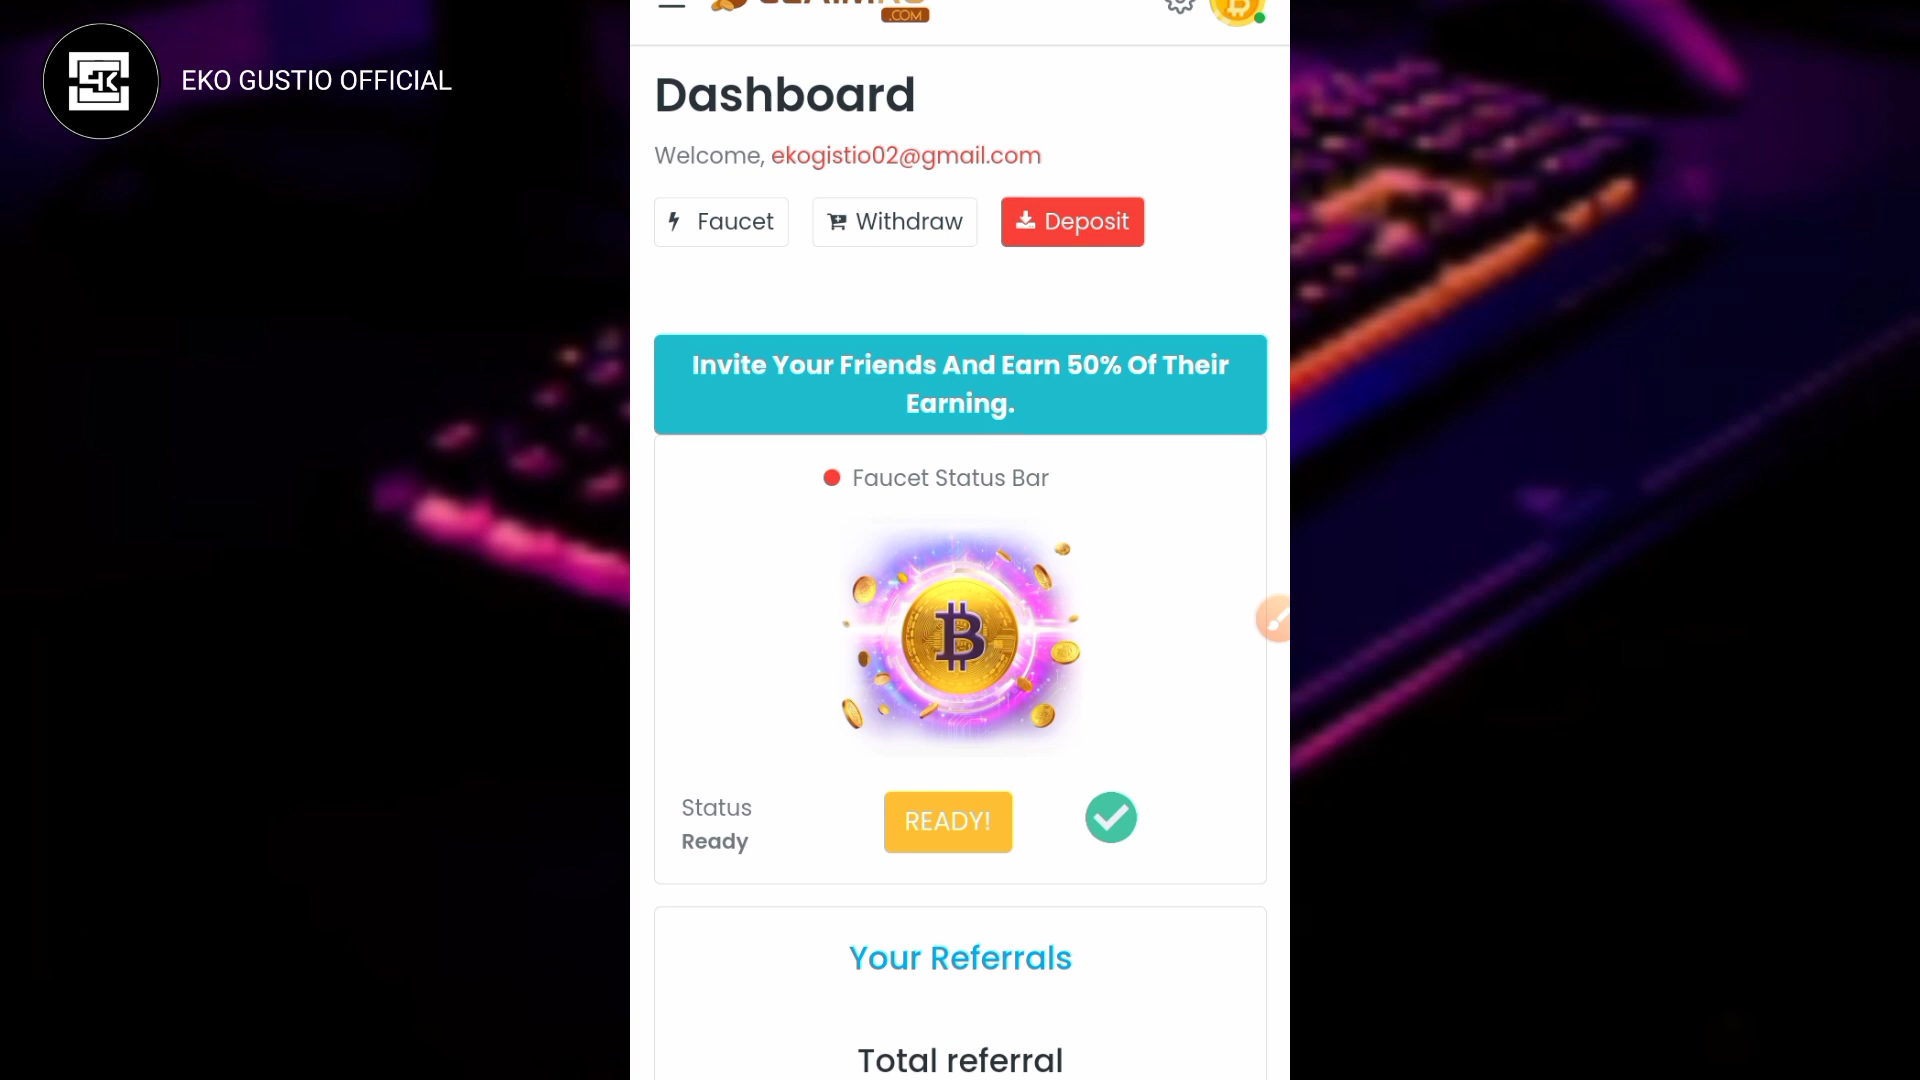 EKO GUSTIO OFFICIAL
.COM
Dashboard
Welcome, ekogistio02@gmail.com
Faucet
Withdraw
Deposit
Invite Your Friends And Earn 50% Of Their
Earning.
Faucet Status Bar
Status
Ready
READY!
Your Referrals
Total referral